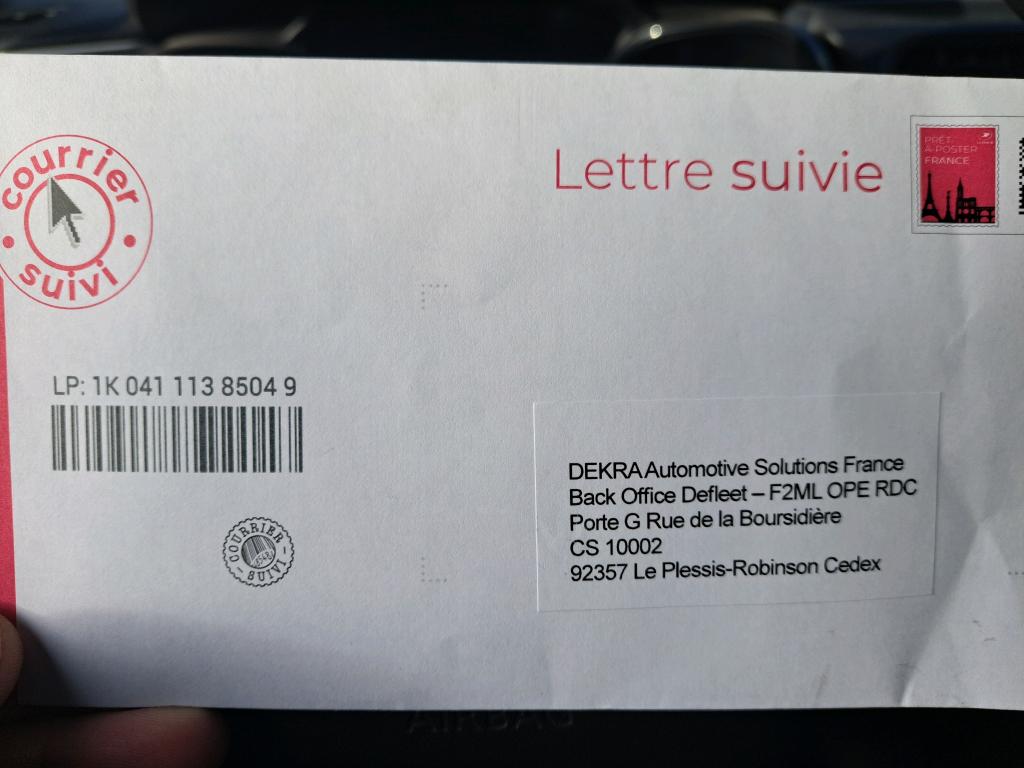 courrier
suivi
Lettre suivie
PRÊT-
À-POSTER
FRANCE
LP: 1K 041 113 8504 9
COURRIER
SUIVI
DEKRA Automotive Solutions France
Back Office Defleet – F2ML OPE RDC
Porte G Rue de la Boursidière
CS 10002
92357 Le Plessis-Robinson Cedex
AIRBAG